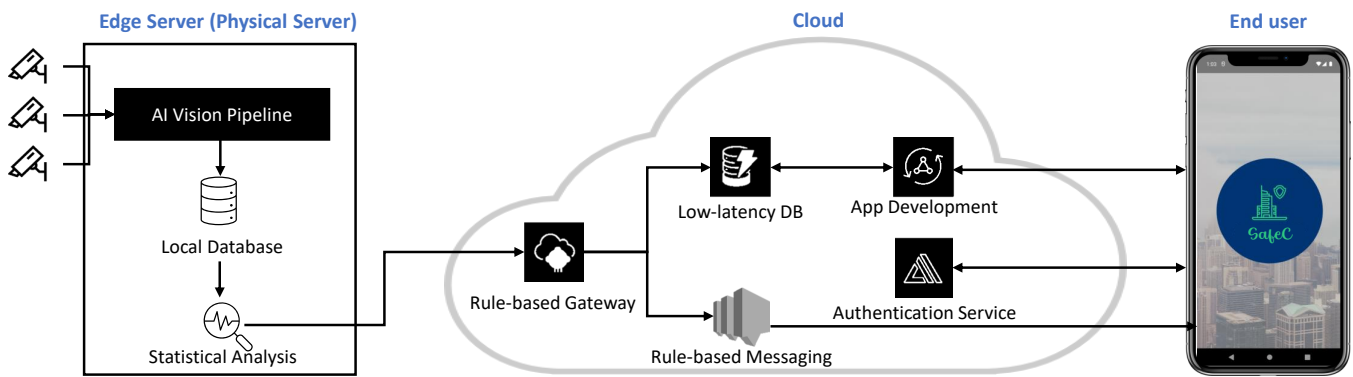 Edge Server (Physical Server)
Cloud
End user
AI Vision Pipeline
Local Database
Statistical Analysis
Rule-based Gateway
Low-latency DB
App Development
Authentication Service
Rule-based Messaging
SafeC